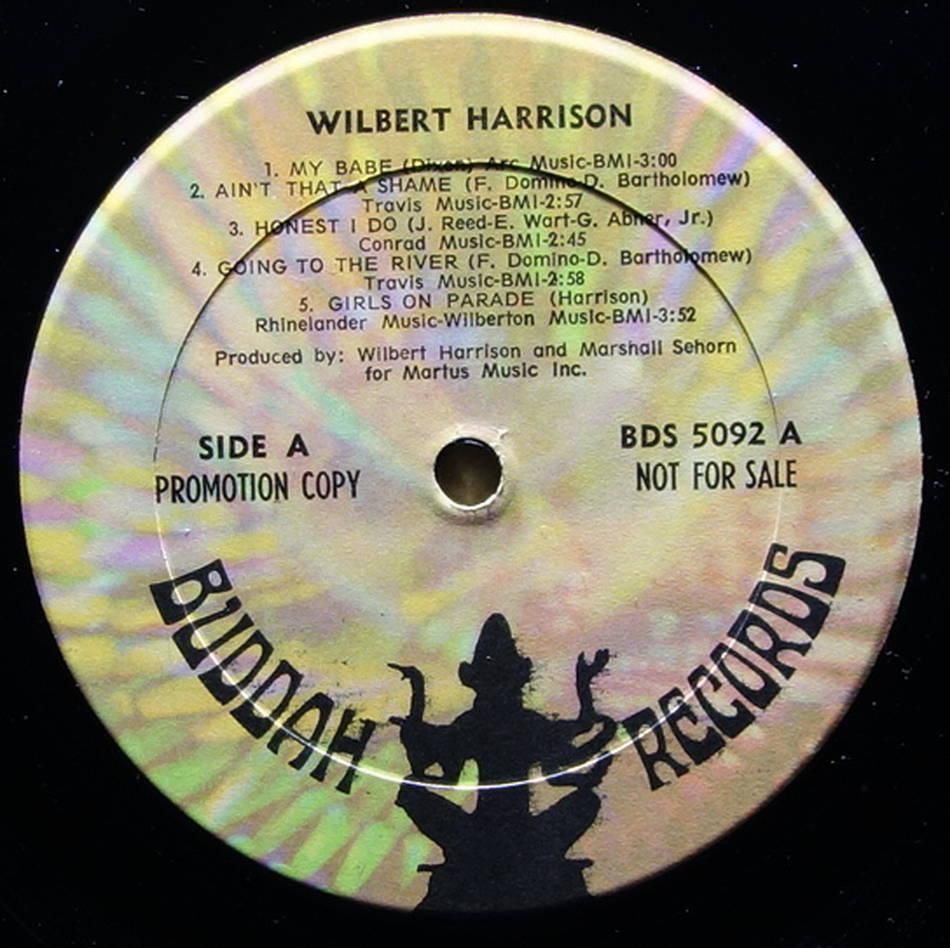 WILBERT HARRISON
1. MY BABE (Dixon) Arc Music-BMI-3:00
2. AIN'T THAT A SHAME (F. Domino-D. Bartholomew)
Travis Music-BMI-2:57
3. HONEST I DO (J. Reed-E. Wart-G. Abner, Jr.)
Conrad Music-BMI-2:45
4. GOING TO THE RIVER (F. Domino-D. Bartholomew)
Travis Music-BMI-2:58
5. GIRLS ON PARADE (Harrison)
Rhinelander Music-Wilberton Music-BMI-3:52
Produced by: Wilbert Harrison and Marshall Sehorn
for Martus Music Inc.
SIDE A
PROMOTION COPY
BDS 5092 A
NOT FOR SALE
BUDDAH RECORDS